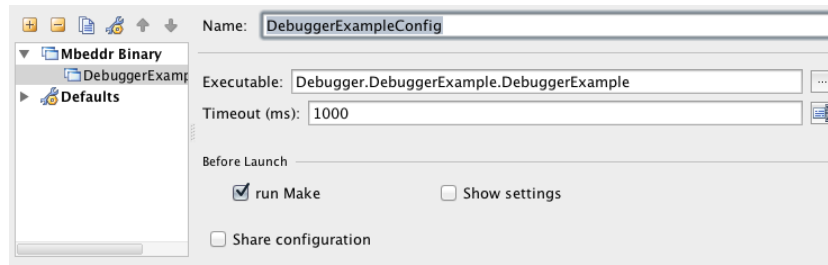 Name: DebuggerExampleConfig
Mbeddr Binary
DebuggerExamp
Defaults
Executable: Debugger.DebuggerExample.DebuggerExample ...
Timeout (ms): 1000
Before Launch
run Make Show settings
Share configuration